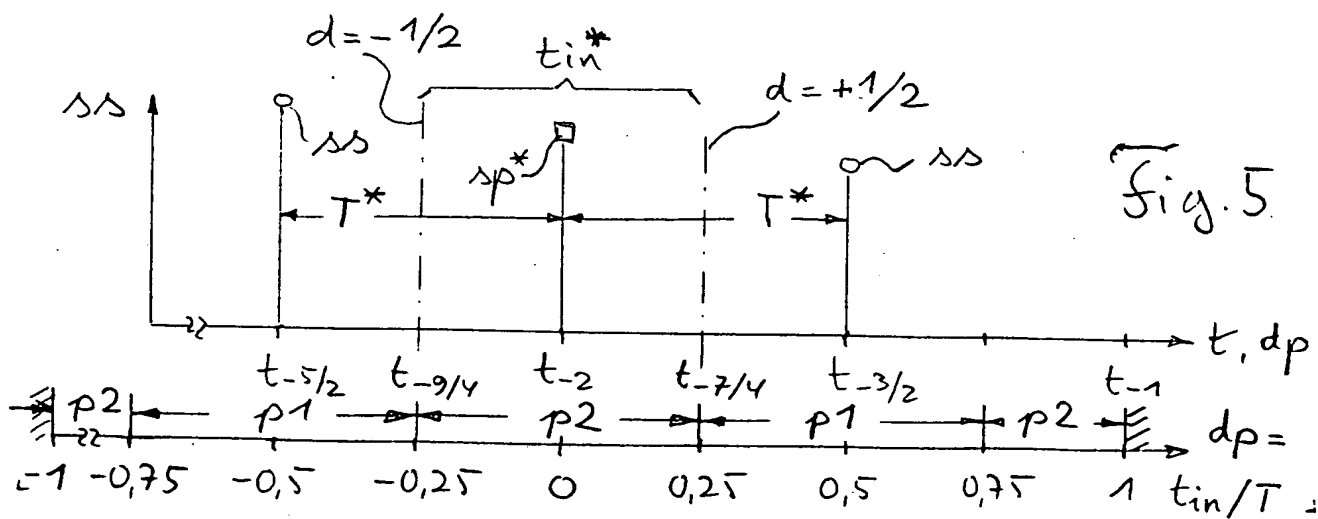 d=-1/2
tin*
d=+1/2
ss
ss
sp*
ss
T*
T*
Fig. 5
t, dp
t-5/2 t-9/4 t-2 t-7/4 t-3/2 t-1
p2 p1 p2 p1 p2
dp=
-1 -0,75 -0,5 -0,25 0 0,25 0,5 0,75 1 tin/T